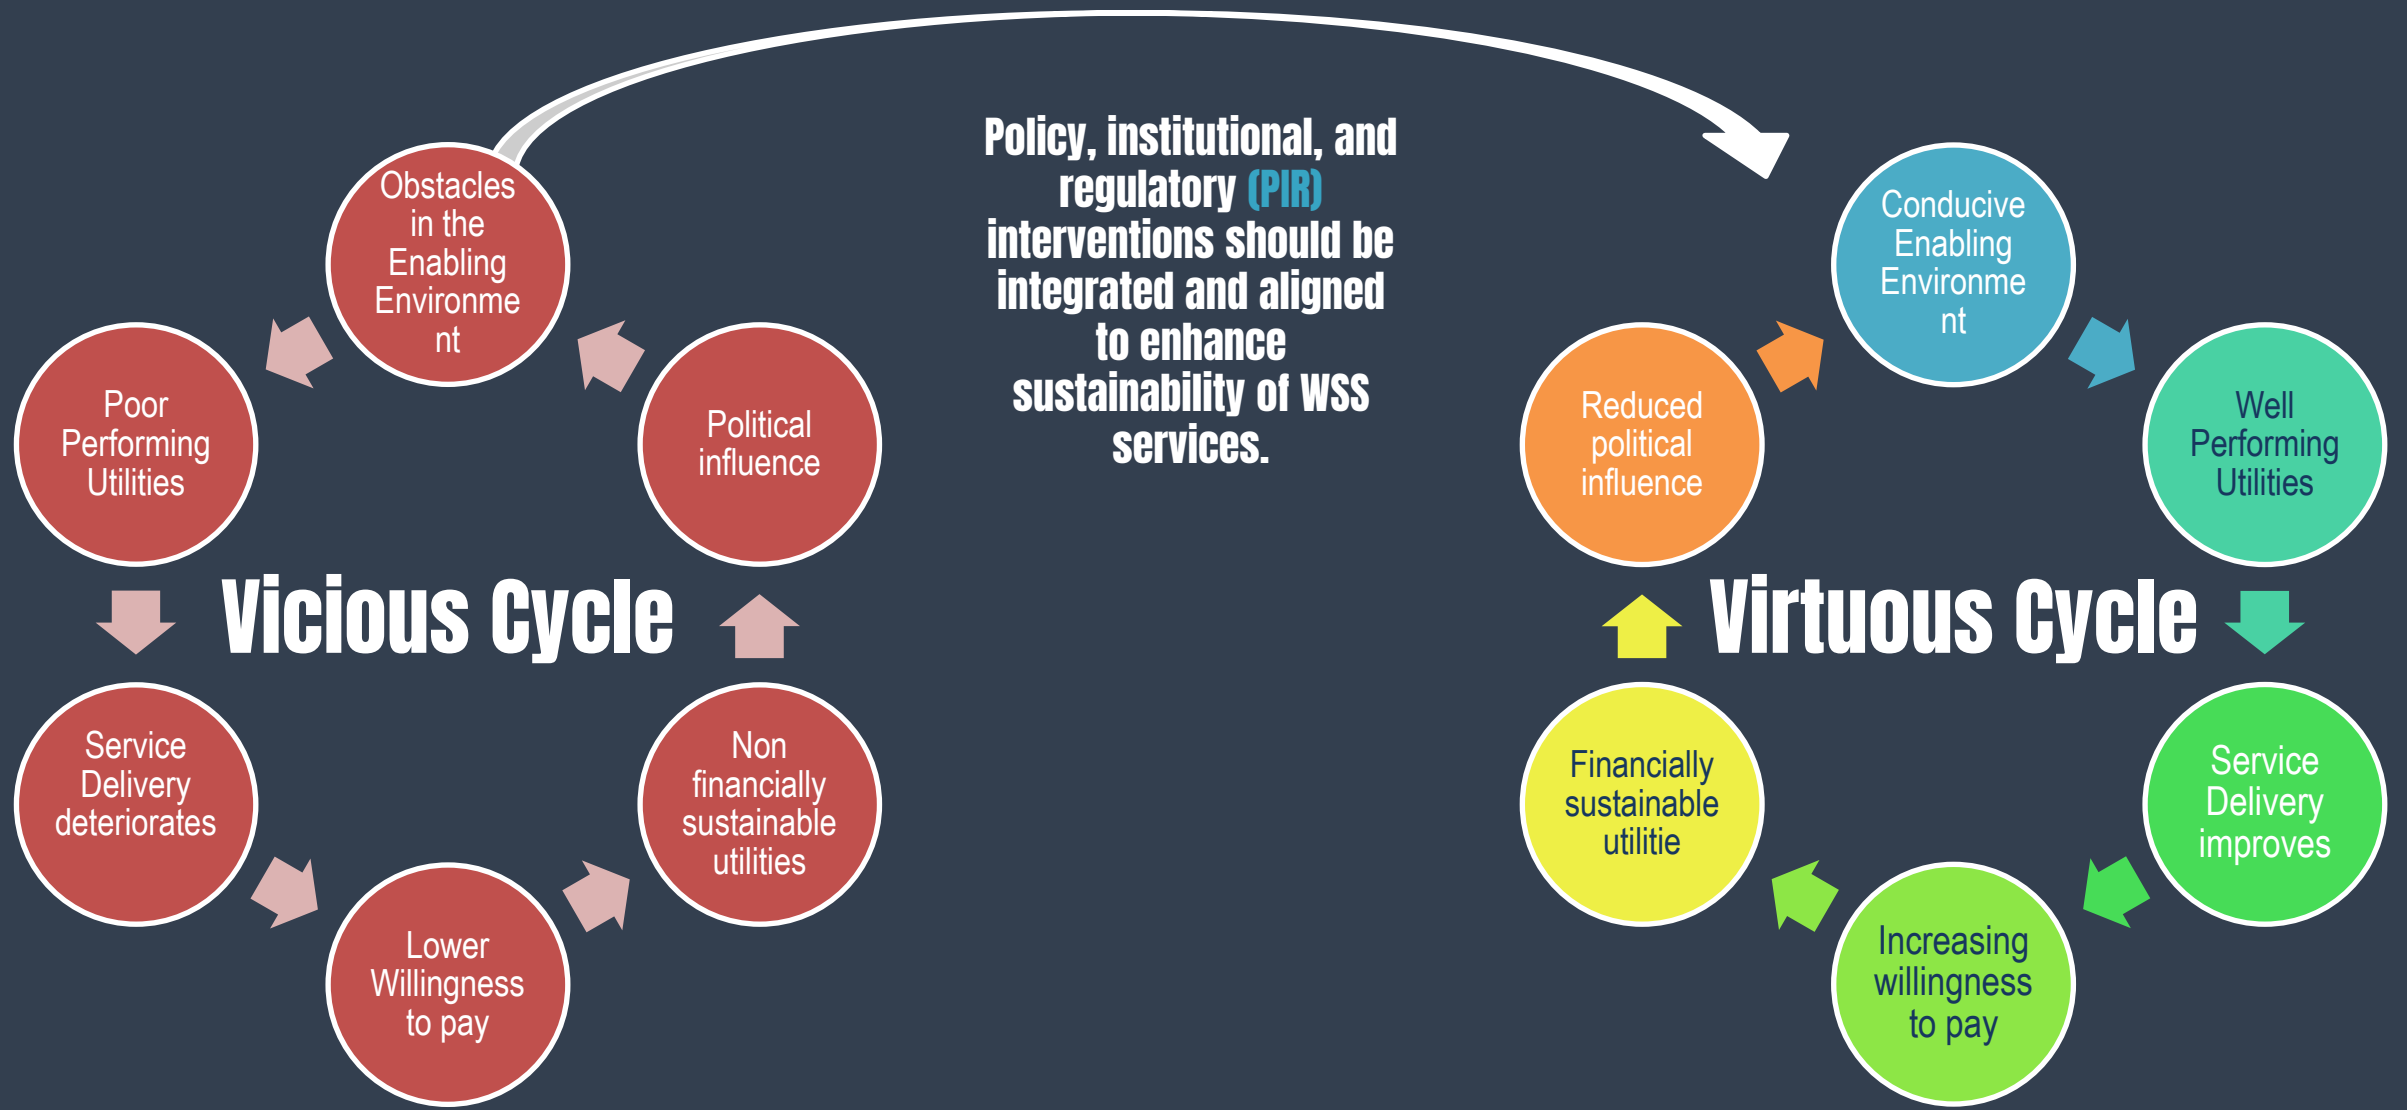 Obstacles
in the
Enabling
Environme
nt
Poor
Performing
Utilities
Service
Delivery
deteriorates
Lower
Willingness
to pay
Non
financially
sustainable
utilities
Political
influence
Vicious Cycle
Policy, institutional, and
regulatory (PIR)
interventions should be
integrated and aligned
to enhance
sustainability of WSS
services.
Conducive
Enabling
Environme
nt
Well
Performing
Utilities
Service
Delivery
improves
Increasing
willingness
to pay
Financially
sustainable
utilitie
Reduced
political
influence
Virtuous Cycle